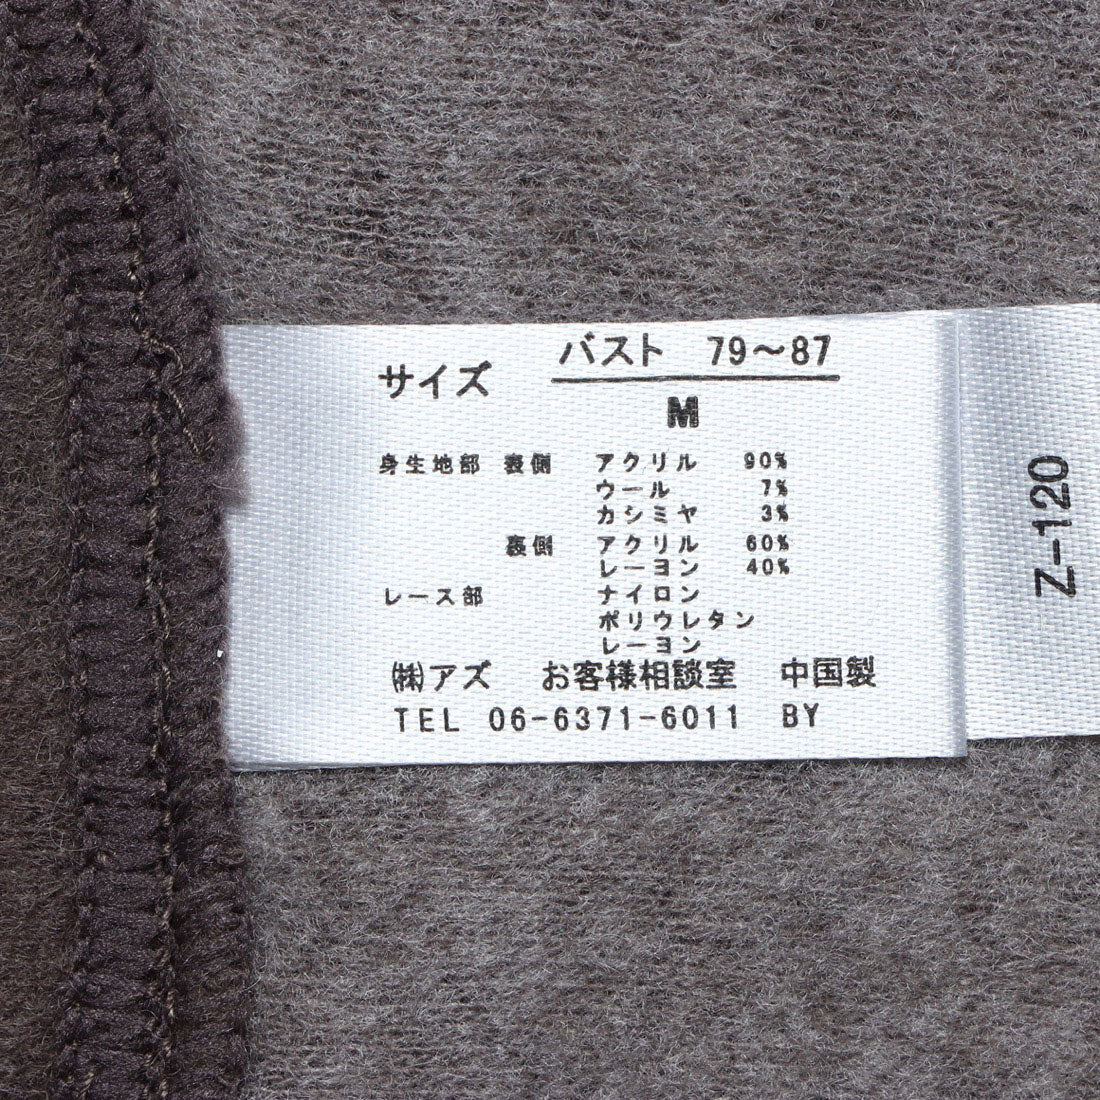 サイズ バスト 79～87
M
身生地部 表側 アクリル 90%
ウール 7%
カシミヤ 3%
裏側 アクリル 60%
レーヨン 40%
レース部 ナイロン
ポリウレタン
レーヨン
㈱アズ お客様相談室 中国製
TEL 06-6371-6011 BY
Z-120